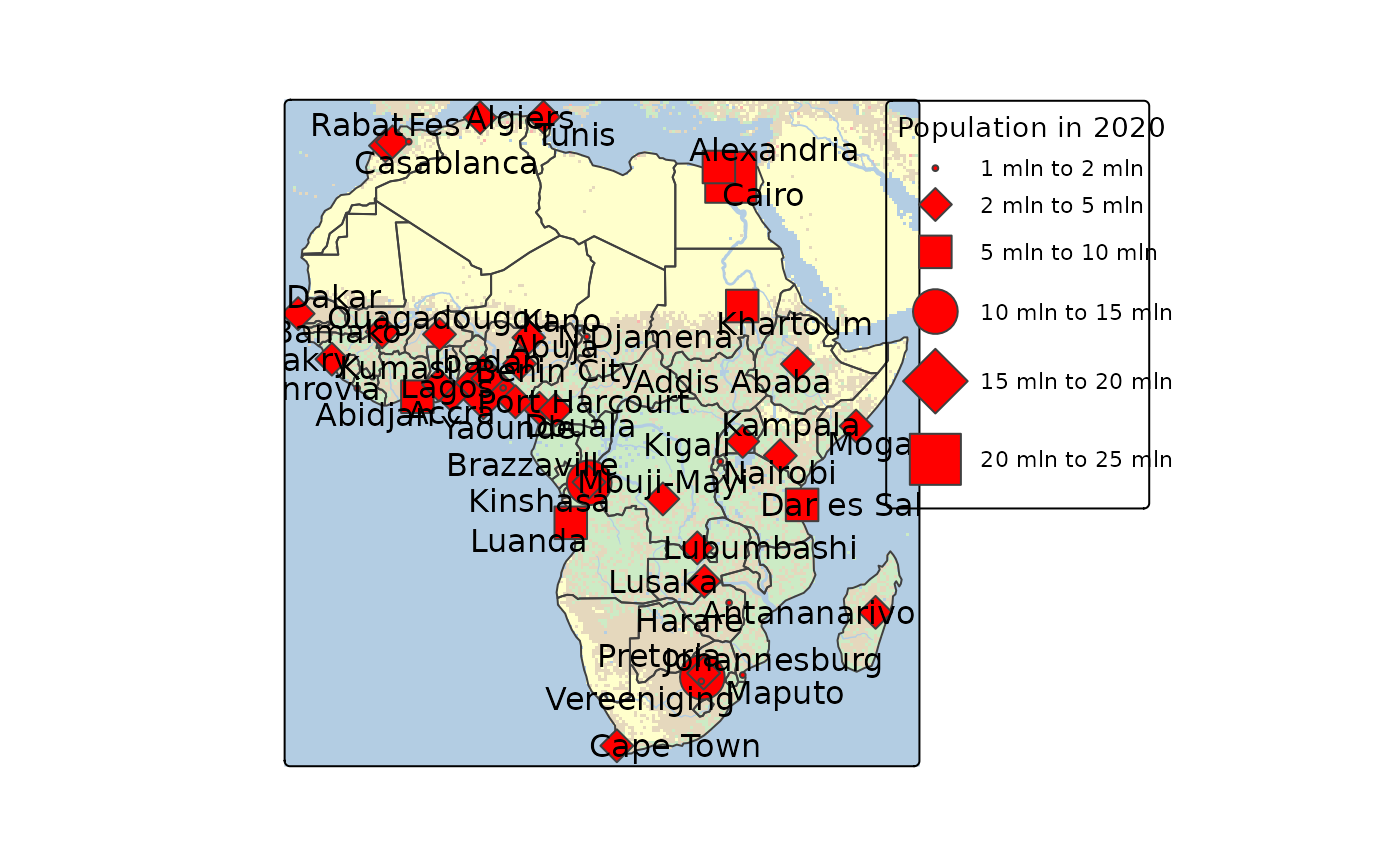 Rabat
Fes
Algiers
Tunis
Casablanca
Alexandria
Cairo
Dakar
Ouagadougou
Kano
Khartoum
Bamako
N'Djamena
Abuja
akry
Kumasi
Ibadan
Benin City
Addis Ababa
nrovia
Lagos
Port Harcourt
Abidjan
Accra
Yaounde
Douala
Kampala
Kigali
Moga
Brazzaville
Mbuji-Mayi
Nairobi
Kinshasa
Dar es Sal
Luanda
Lubumbashi
Lusaka
Antananarivo
Harare
Pretoria
Johannesburg
Vereeniging
Maputo
Cape Town
Population in 2020
1 mln to 2 mln
2 mln to 5 mln
5 mln to 10 mln
10 mln to 15 mln
15 mln to 20 mln
20 mln to 25 mln